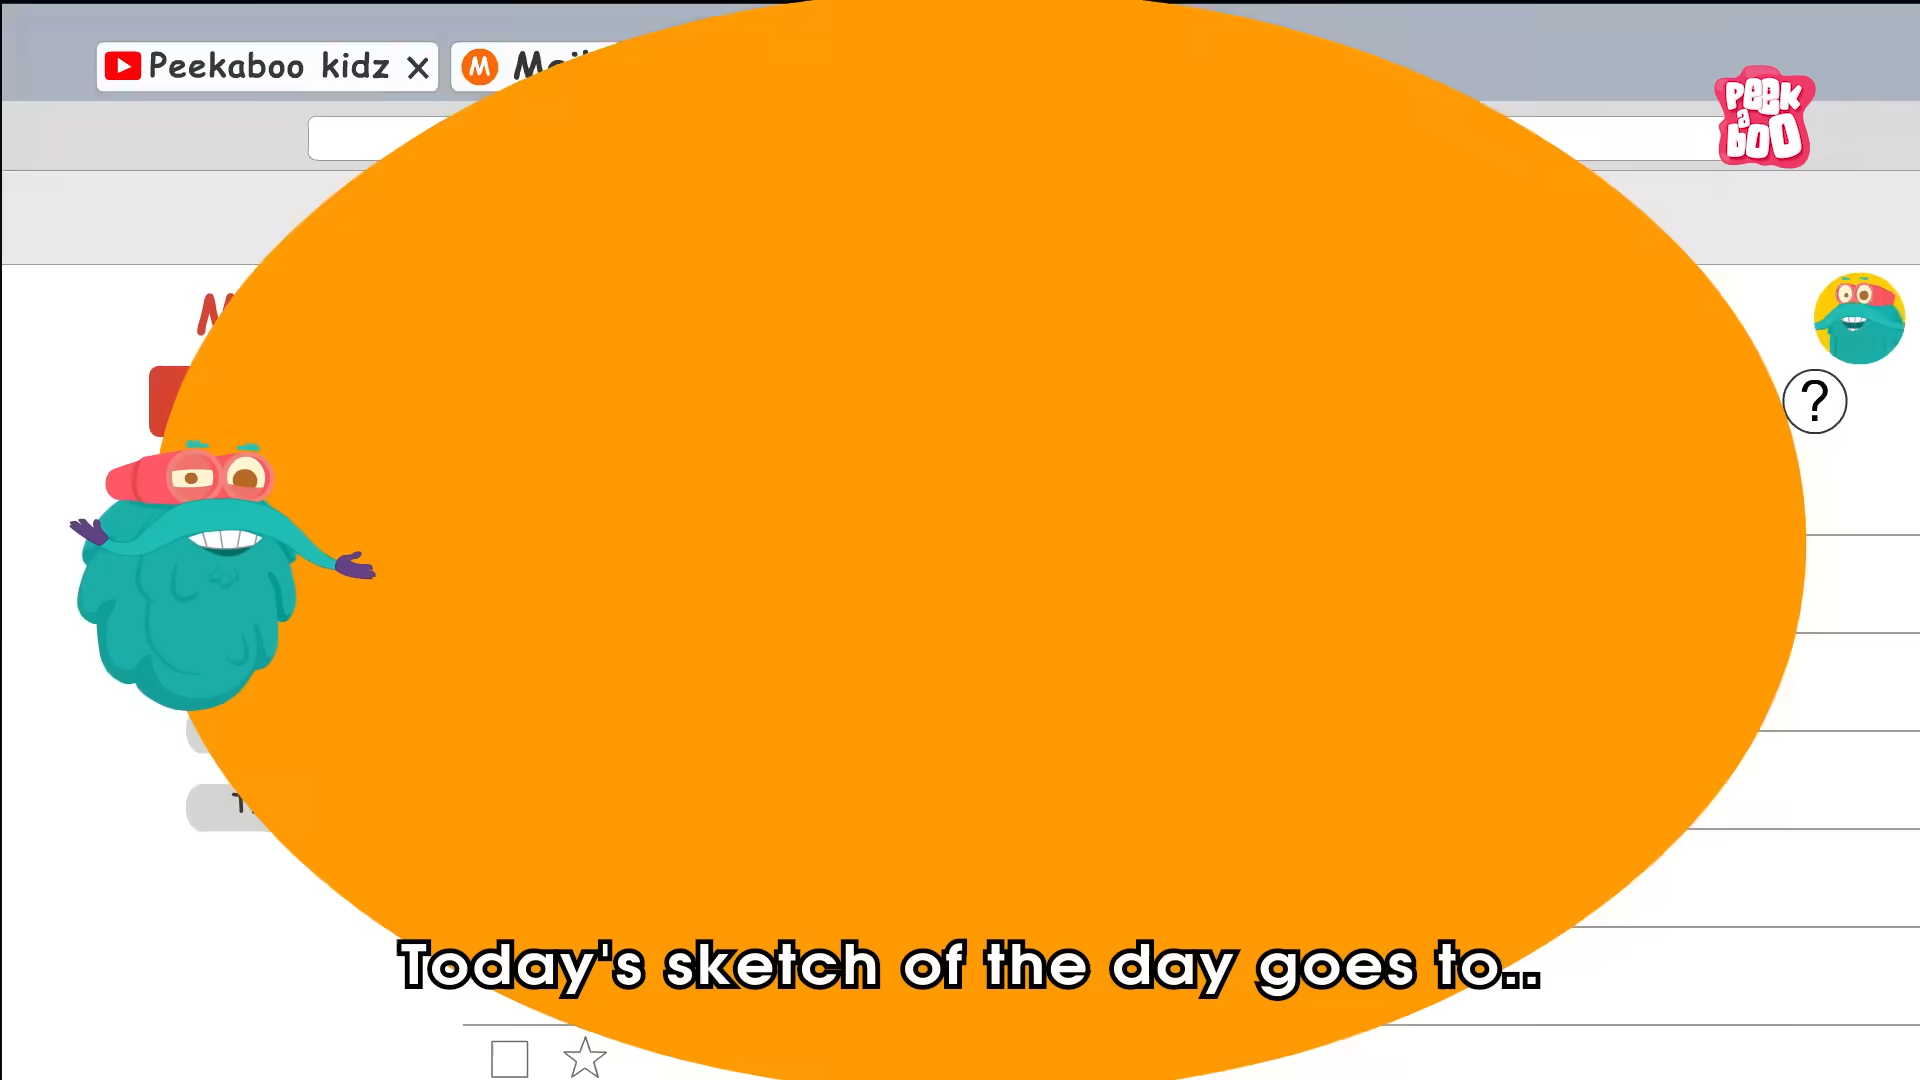 Peekaboo kidz
M
PEEK
a
boo
?
Today's sketch of the day goes to..